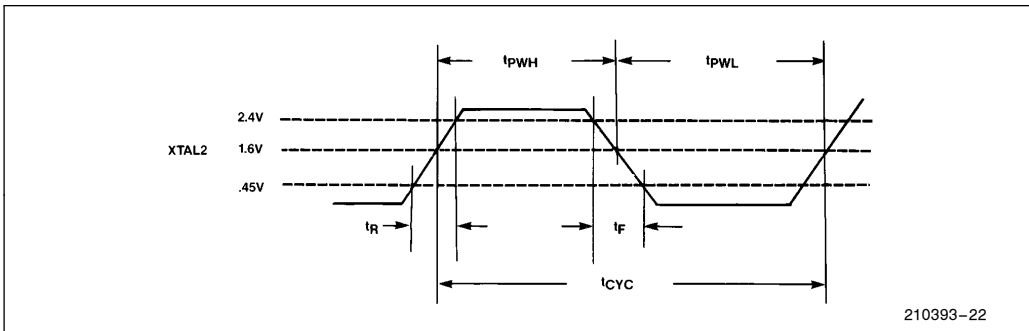 tPWH tPWL
2.4V
XTAL2 1.6V
.45V
tR tF
tCYC
210393–22